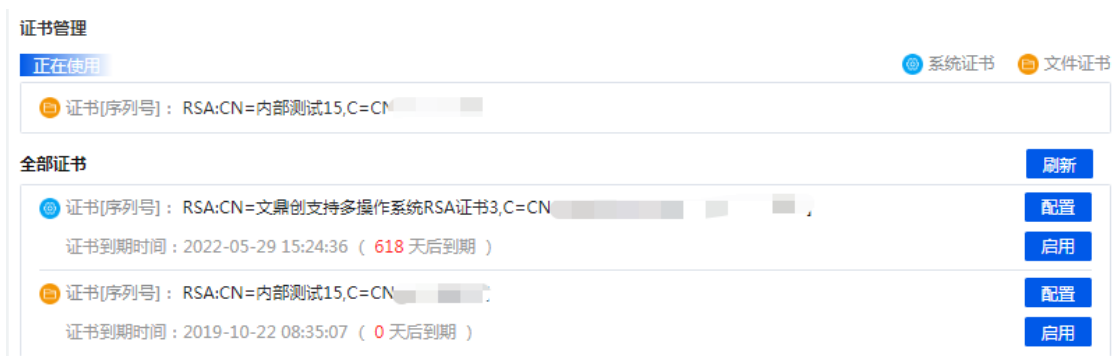 证书管理
正在使用 系统证书 文件证书
证书[序列号]： RSA:CN=内部测试15,C=CN
全部证书 刷新
证书[序列号]： RSA:CN=文鼎创支持多操作系统RSA证书3,C=CN 配置
证书到期时间：2022-05-29 15:24:36 （ 618 天后到期 ） 启用
证书[序列号]： RSA:CN=内部测试15,C=CN 配置
证书到期时间：2019-10-22 08:35:07 （ 0 天后到期 ） 启用